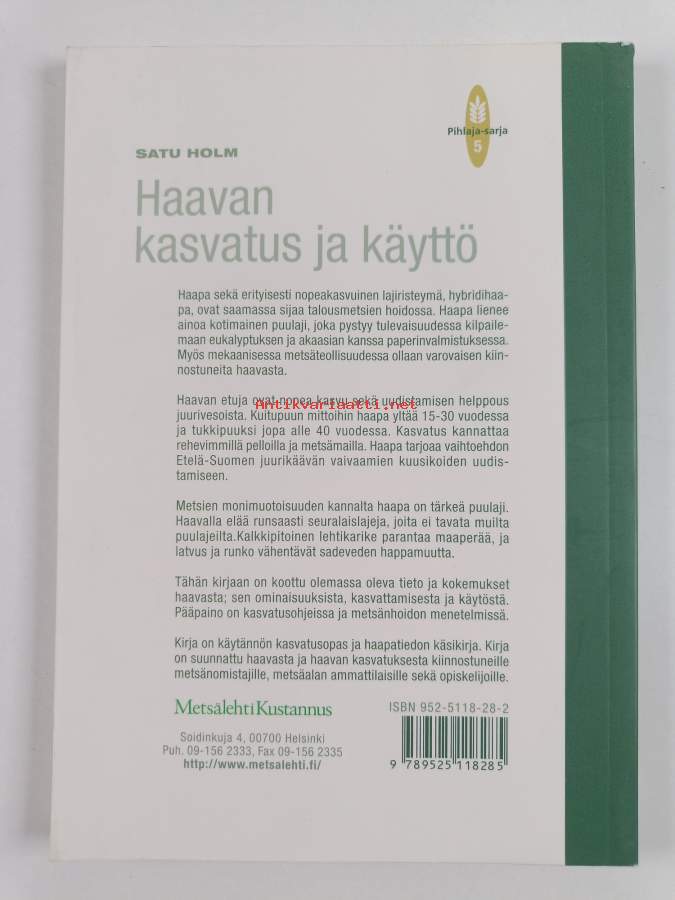 Pihlaja-sarja
5
SATU HOLM
Haavan
kasvatus ja käyttö
Haapa sekä erityisesti nopeakasvuinen lajiristeymä, hybridihaa-
pa, ovat saamassa sijaa talousmetsien hoidossa. Haapa lienee
ainoa kotimainen puulaji, joka pystyy tulevaisuudessa kilpaile-
maan eukalyptuksen ja akaasian kanssa paperinvalmistuksessa.
Myös mekaanisessa metsäteollisuudessa ollaan varovaisen kiin-
nostuneita haavasta.
Haavan etuja ovat nopea kasvu sekä uudistamisen helppous
Antikvariaatti.net
juurivesoista. Kuitupuun mittoihin haapa yltää 15-30 vuodessa
ja tukkipuuksi jopa alle 40 vuodessa. Kasvatus kannattaa
rehevimmillä pelloilla ja metsämailla. Haapa tarjoaa vaihtoehdon
Etelä-Suomen juurikäävän vaivaamien kuusikoiden uudis-
tamiseen.
Metsien monimuotoisuuden kannalta haapa on tärkeä puulaji.
Haavalla elää runsaasti seuralaislajeja, joita ei tavata muilta
puulajeilta.Kalkkipitoinen lehtikarike parantaa maaperää, ja
latvus ja runko vähentävät sadeveden happamuutta.
Tähän kirjaan on koottu olemassa oleva tieto ja kokemukset
haavasta; sen ominaisuuksista, kasvattamisesta ja käytöstä.
Pääpaino on kasvatusohjeissa ja metsänhoidon menetelmissä.
Kirja on käytännön kasvatusopas ja haapatiedon käsikirja. Kirja
on suunnattu haavasta ja haavan kasvatuksesta kiinnostuneille
metsänomistajille, metsäalan ammattilaisille sekä opiskelijoille.
MetsälehtiKustannus
Soidinkuja 4, 00700 Helsinki
Puh. 09-156 2333, Fax 09-156 2335
http://www.metsalehti.fi/
ISBN 952-5118-28-2
9 789525 118285